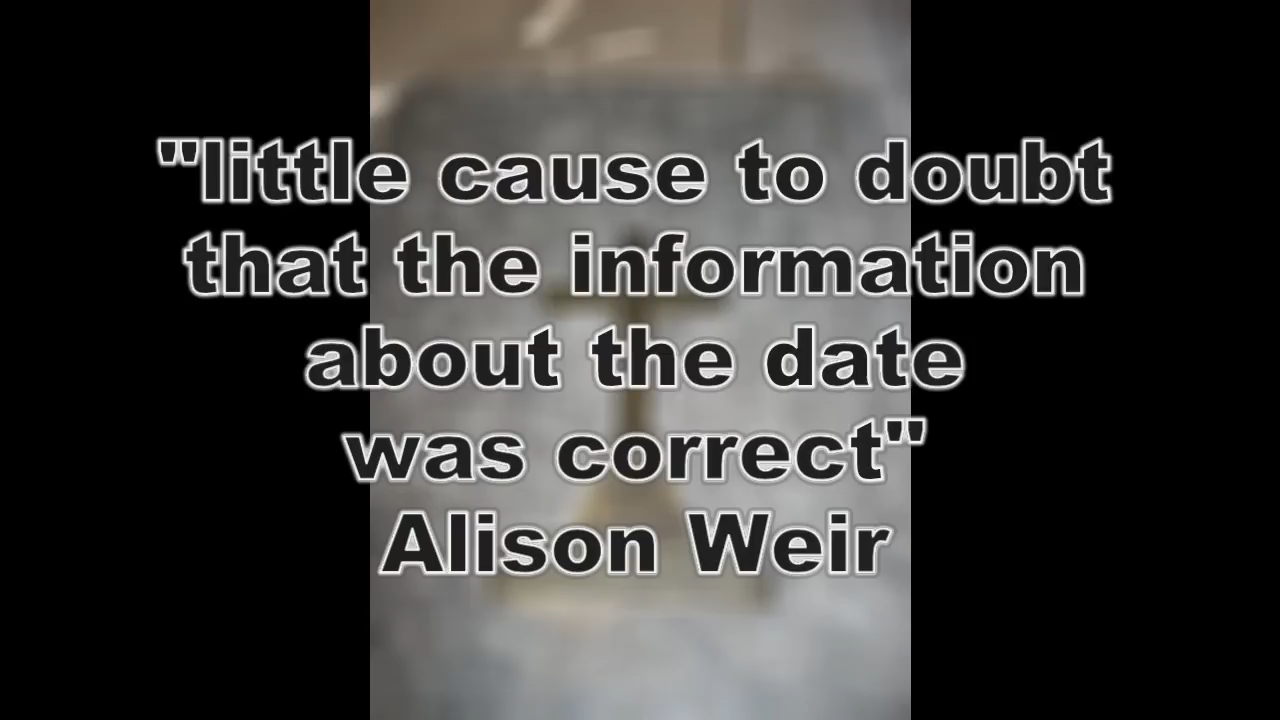 "little cause to doubt
that the information
about the date
was correct"
Alison Weir